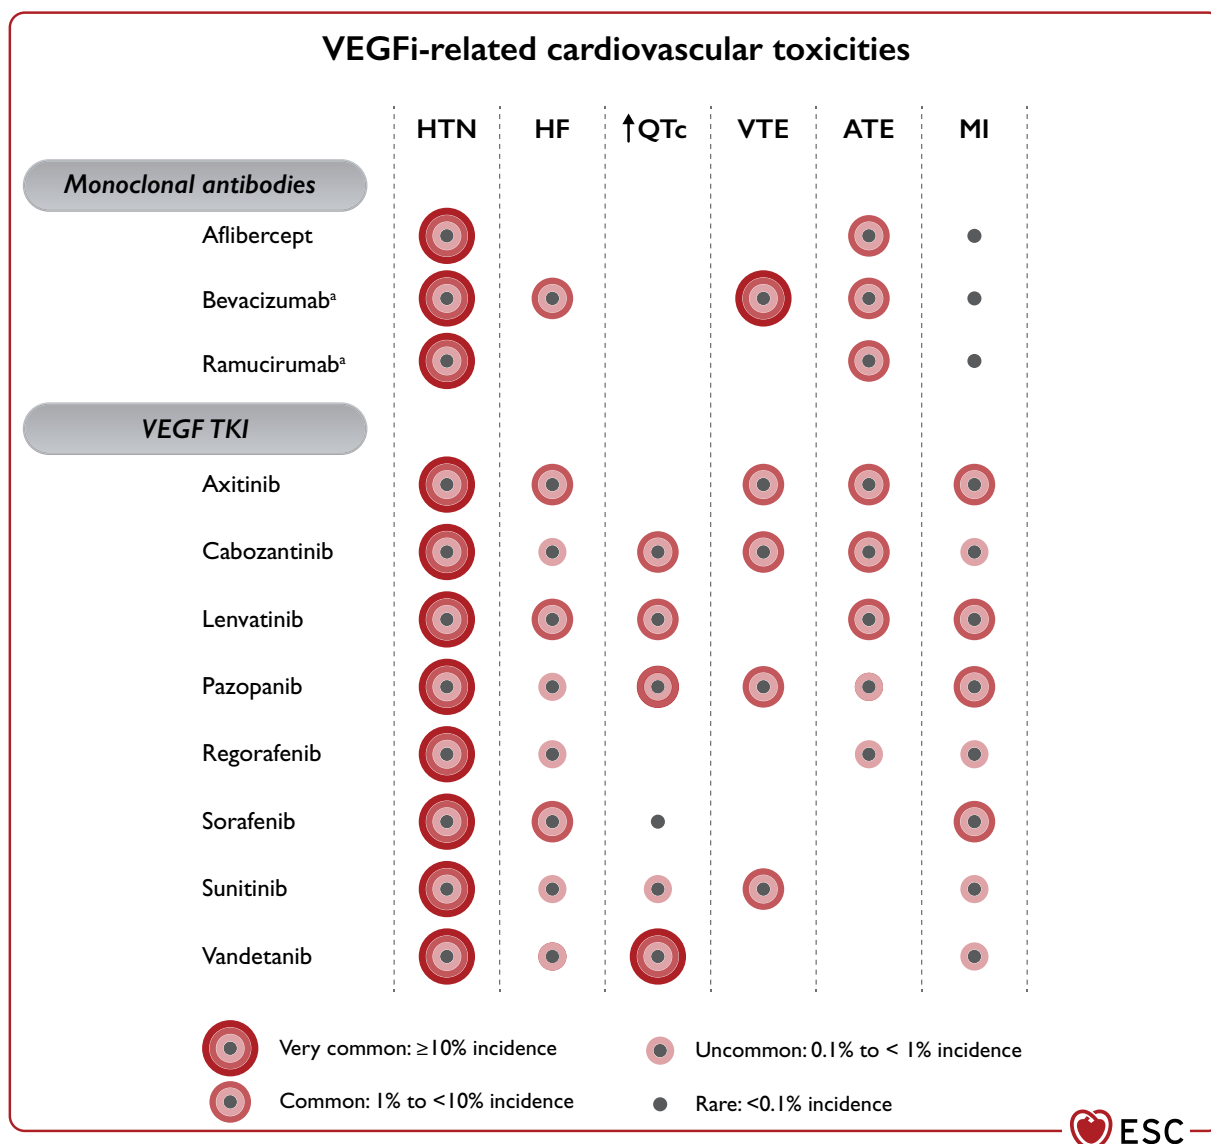 VEGFi-related cardiovascular toxicities
HTN HF ↑QTc VTE ATE MI
Monoclonal antibodies
Aflibercept
Bevacizumabᵃ
Ramucirumabᵃ
VEGF TKI
Axitinib
Cabozantinib
Lenvatinib
Pazopanib
Regorafenib
Sorafenib
Sunitinib
Vandetanib
Very common: ≥10% incidence
Uncommon: 0.1% to < 1% incidence
Common: 1% to <10% incidence
Rare: <0.1% incidence
ESC